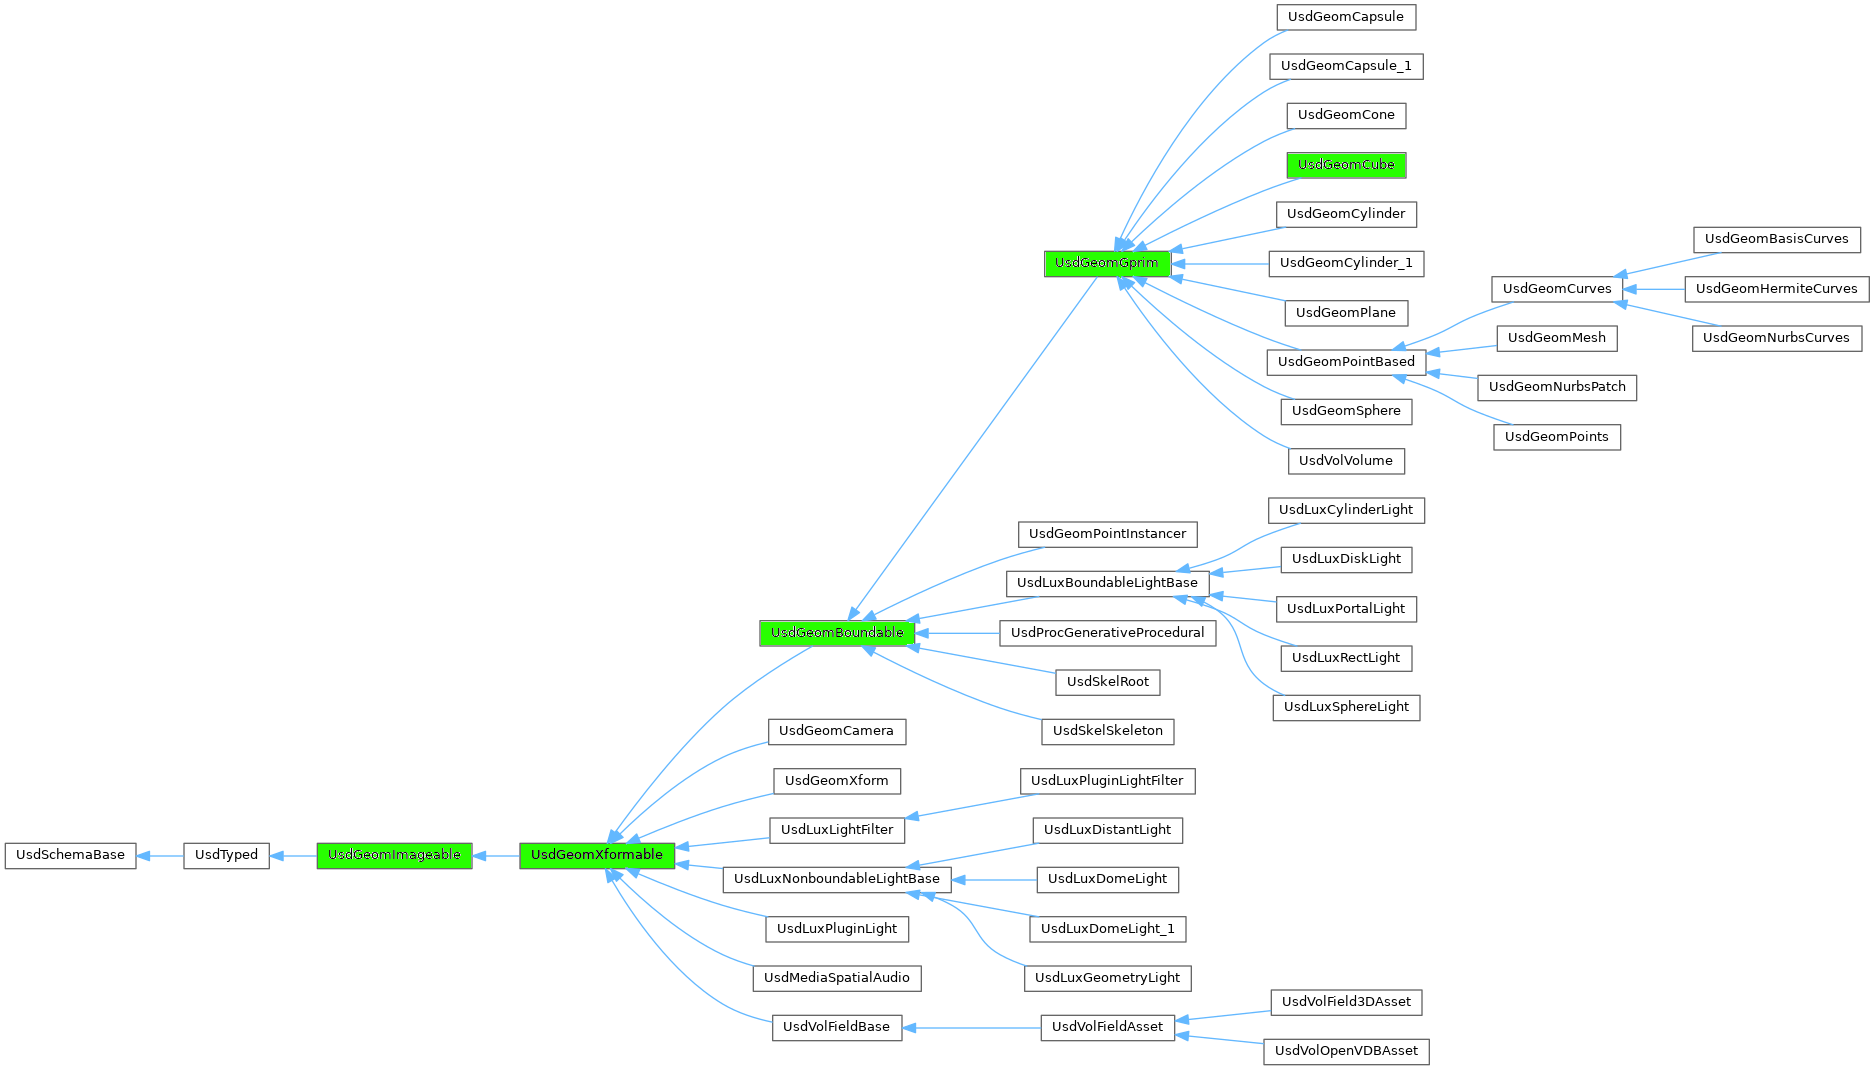 UsdGeomCapsule
UsdGeomCapsule_1
UsdGeomCone
UsdGeomCube
UsdGeomCylinder
UsdGeomBasisCurves
UsdGeomGprim
UsdGeomCylinder_1
UsdGeomCurves
UsdGeomHermiteCurves
UsdGeomPlane
UsdGeomMesh
UsdGeomNurbsCurves
UsdGeomPointBased
UsdGeomNurbsPatch
UsdGeomSphere
UsdGeomPoints
UsdVolVolume
UsdLuxCylinderLight
UsdGeomPointInstancer
UsdLuxDiskLight
UsdLuxBoundableLightBase
UsdLuxPortalLight
UsdGeomBoundable
UsdProcGenerativeProcedural
UsdLuxRectLight
UsdSkelRoot
UsdLuxSphereLight
UsdGeomCamera
UsdSkelSkeleton
UsdGeomXform
UsdLuxPluginLightFilter
UsdLuxLightFilter
UsdLuxDistantLight
UsdSchemaBase
UsdTyped
UsdGeomImageable
UsdGeomXformable
UsdLuxNonboundableLightBase
UsdLuxDomeLight
UsdLuxPluginLight
UsdLuxDomeLight_1
UsdMediaSpatialAudio
UsdLuxGeometryLight
UsdVolField3DAsset
UsdVolFieldBase
UsdVolFieldAsset
UsdVolOpenVDBAsset